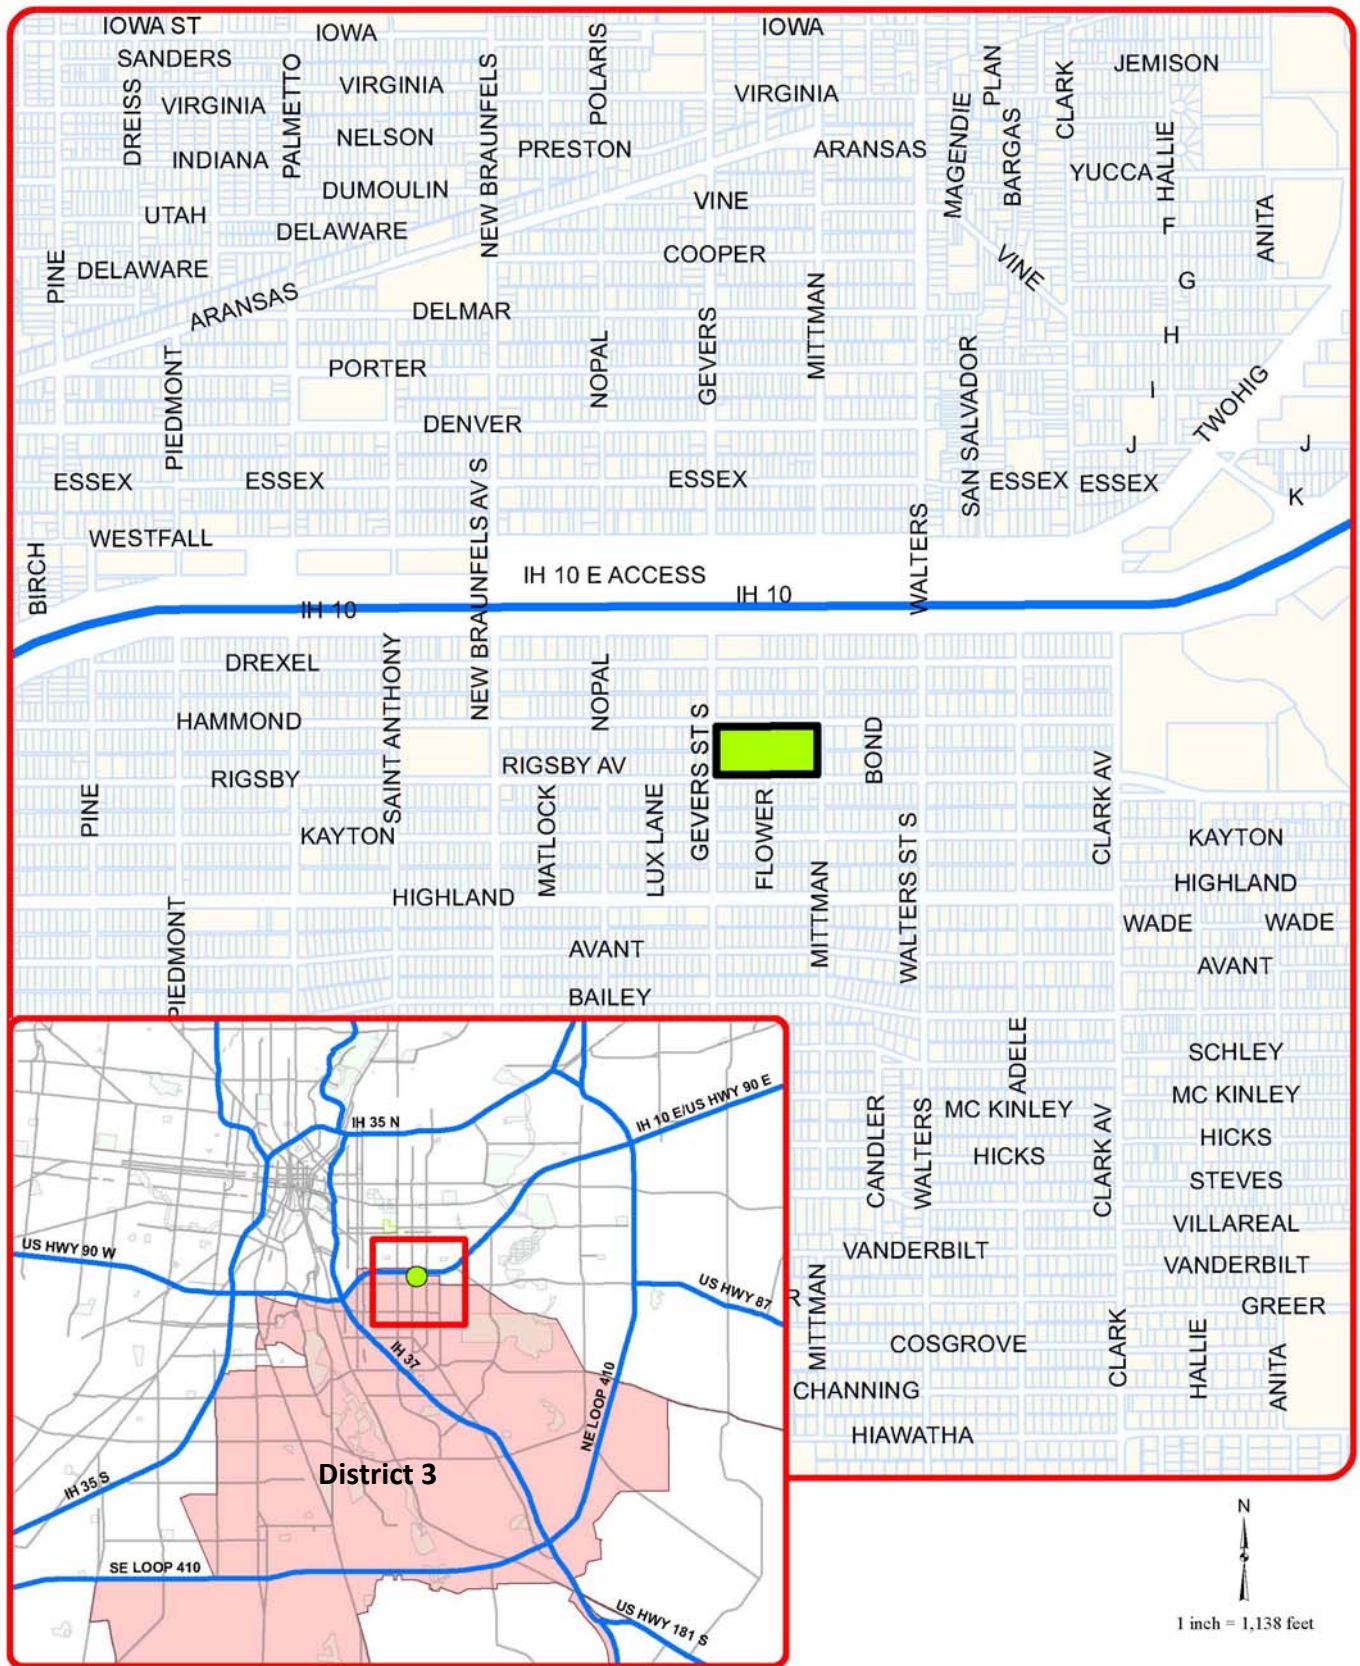 IOWA ST
IOWA
IOWA
SANDERS
JEMISON
PLAN
CLARK
POLARIS
DREISS
PALMETTO
NEW BRAUNFELS
VIRGINIA
VIRGINIA
VIRGINIA
MAGENDIE
BARGAS
HALLIE
NELSON
PRESTON
ARANSAS
INDIANA
YUCCA
DUMOULIN
VINE
UTAH
F
ANITA
DELAWARE
COOPER
VINE
PINE
DELAWARE
G
ARANSAS
DELMAR
MITTMAN
H
GEVERS
NOPAL
PORTER
SAN SALVADOR
I
TWOHIG
PIEDMONT
DENVER
J
J
ESSEX
ESSEX
ESSEX
ESSEX
ESSEX
K
NEW BRAUNFELS AV S
WALTERS
WESTFALL
BIRCH
IH 10 E ACCESS
IH 10
IH 10
DREXEL
SAINT ANTHONY
NOPAL
HAMMOND
GEVERS ST S
BOND
RIGSBY AV
RIGSBY
CLARK AV
PINE
MATLOCK
LUX LANE
FLOWER
KAYTON
KAYTON
WALTERS ST S
HIGHLAND
HIGHLAND
MITTMAN
WADE
WADE
PIEDMONT
AVANT
AVANT
BAILEY
ADELE
SCHLEY
MC KINLEY
MC KINLEY
CANDLER
WALTERS
CLARK AV
HICKS
HICKS
STEVES
VILLAREAL
VANDERBILT
VANDERBILT
R
MITTMAN
GREER
COSGROVE
CLARK
HALLIE
ANITA
CHANNING
HIAWATHA
IH 35 N
IH 10 E/US HWY 90 E
US HWY 90 W
US HWY 87
IH 37
NE LOOP 410
District 3
IH 35 S
SE LOOP 410
US HWY 181 S
N
1 inch = 1,138 feet